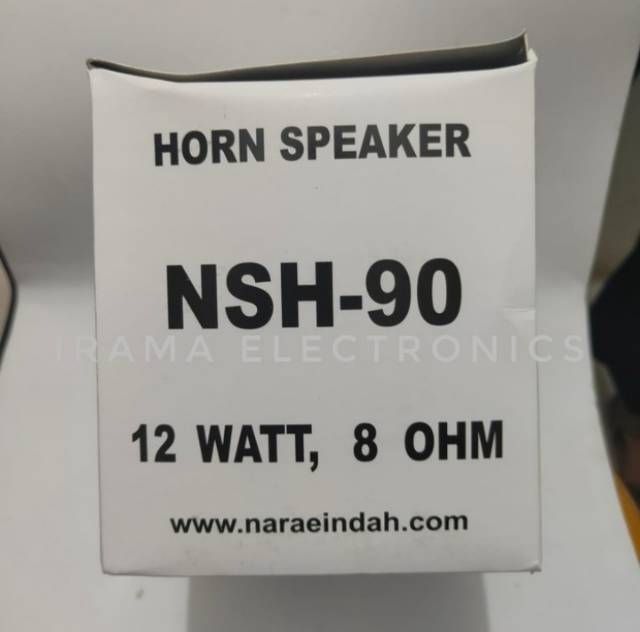 HORN SPEAKER
NSH-90
IRAMA ELECTRONICS
12 WATT, 8 OHM
www.naraeindah.com